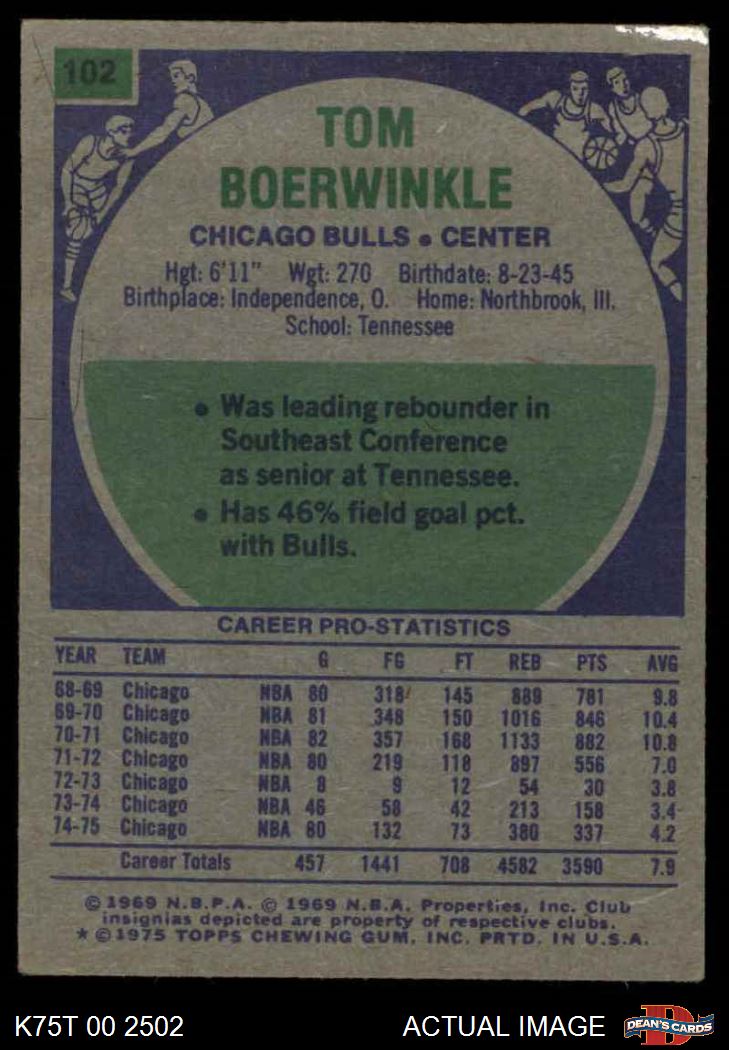 102
TOM
BOERWINKLE
CHICAGO BULLS • CENTER
Hgt: 6'11" Wgt: 270 Birthdate: 8-23-45
Birthplace: Independence, O. Home: Northbrook, Ill.
School: Tennessee
• Was leading rebounder in
Southeast Conference
as senior at Tennessee.
• Has 46% field goal pct.
with Bulls.
CAREER PRO-STATISTICS
YEAR TEAM G FG FT REB PTS AVG
68-69 Chicago NBA 80 318 145 889 781 9.8
69-70 Chicago NBA 81 348 150 1016 846 10.4
70-71 Chicago NBA 82 357 168 1133 882 10.8
71-72 Chicago NBA 80 219 118 897 556 7.0
72-73 Chicago NBA 8 9 12 54 30 3.8
73-74 Chicago NBA 46 58 42 213 158 3.4
74-75 Chicago NBA 80 132 73 380 337 4.2
Career Totals 457 1441 708 4582 3590 7.9
© 1969 N.B.P.A. © 1969 N.B.A. Properties, Inc. Club
insignias depicted are property of respective clubs.
★ © 1975 TOPPS CHEWING GUM, INC. PRTD. IN U.S.A.
K75T 00 2502 ACTUAL IMAGE
D
DEAN'S CARDS